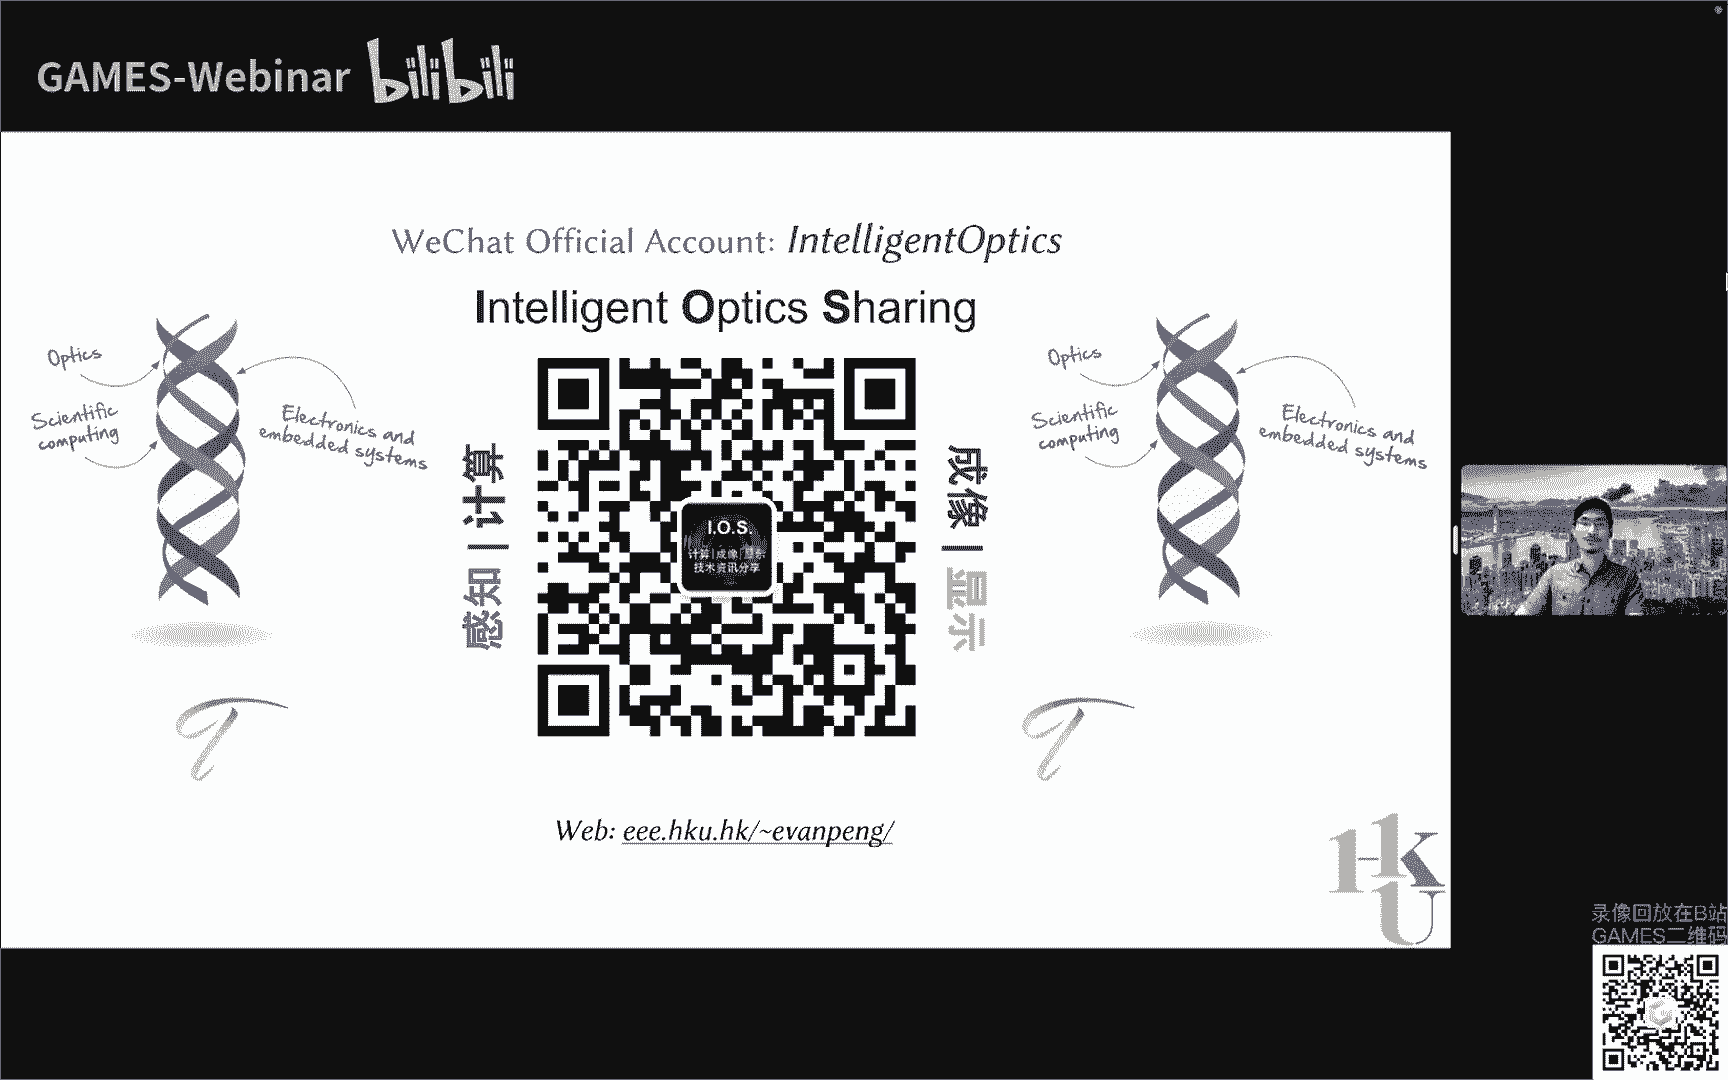 GAMES-Webinar bilibili
WeChat Official Account: IntelligentOptics
Intelligent Optics Sharing
Optics
Scientific
computing
Electronics and
embedded systems
感知 | 计算
I.O.S.
计算|成像|显示
技术资讯分享
成像 | 显示
Optics
Scientific
computing
Electronics and
embedded systems
Web: eee.hku.hk/~evanpeng/
HKU
录像回放在B站
GAMES二维码